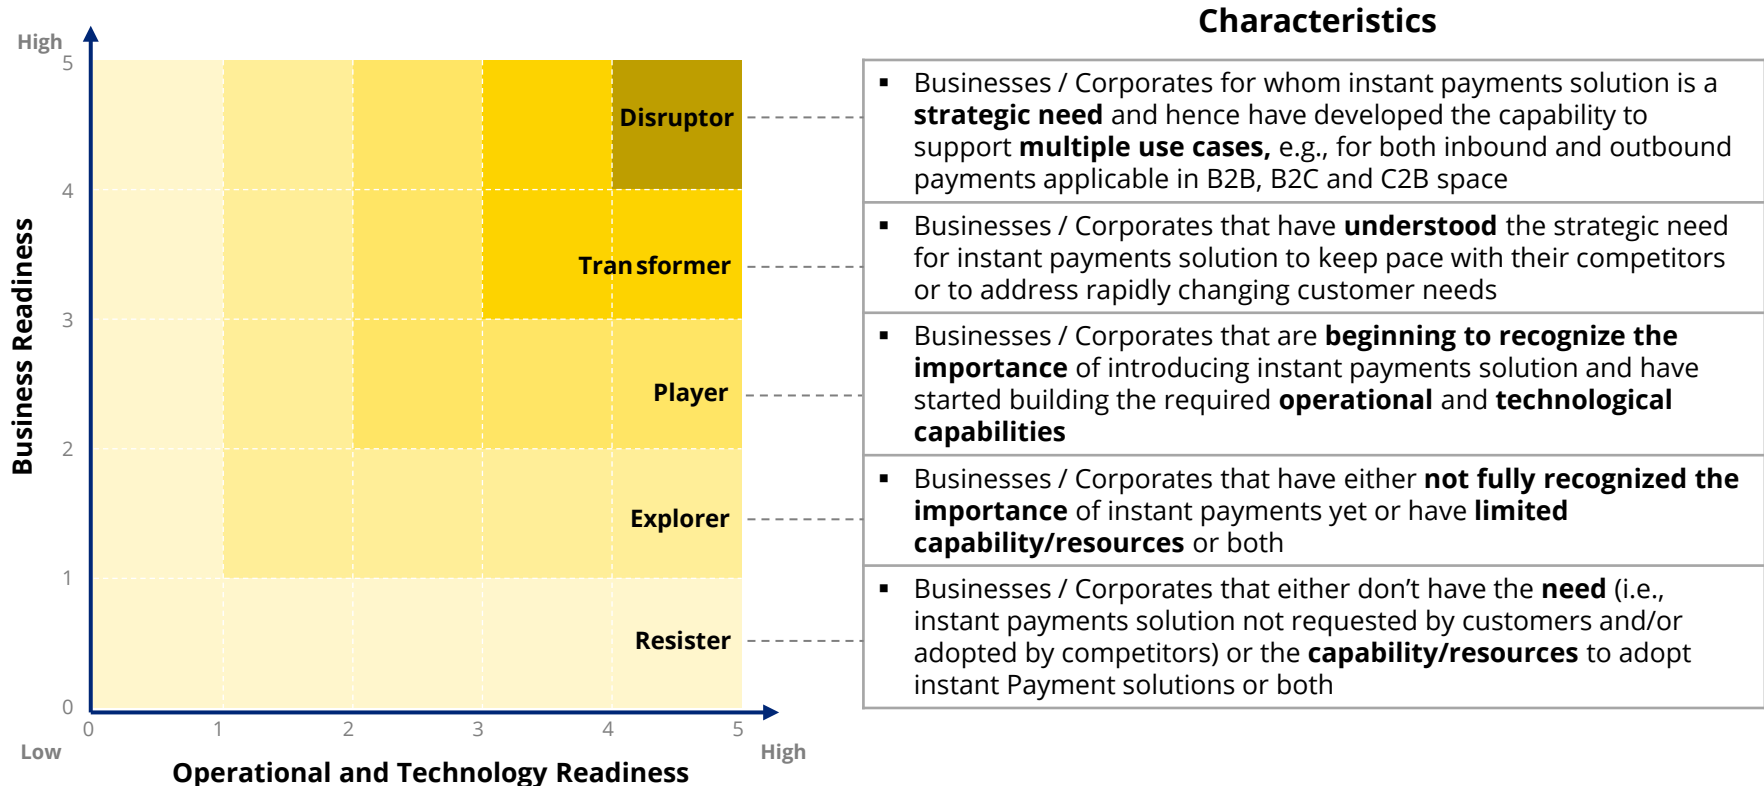 Characteristics
High
5
4
3
2
1
0
Business Readiness
Disruptor
Transformer
Player
Explorer
Resister
0 1 2 3 4 5
Low
High
Operational and Technology Readiness
▪ Businesses / Corporates for whom instant payments solution is a
strategic need and hence have developed the capability to
support multiple use cases, e.g., for both inbound and outbound
payments applicable in B2B, B2C and C2B space
▪ Businesses / Corporates that have understood the strategic need
for instant payments solution to keep pace with their competitors
or to address rapidly changing customer needs
▪ Businesses / Corporates that are beginning to recognize the
importance of introducing instant payments solution and have
started building the required operational and technological
capabilities
▪ Businesses / Corporates that have either not fully recognized the
importance of instant payments yet or have limited
capability/resources or both
▪ Businesses / Corporates that either don’t have the need (i.e.,
instant payments solution not requested by customers and/or
adopted by competitors) or the capability/resources to adopt
instant Payment solutions or both